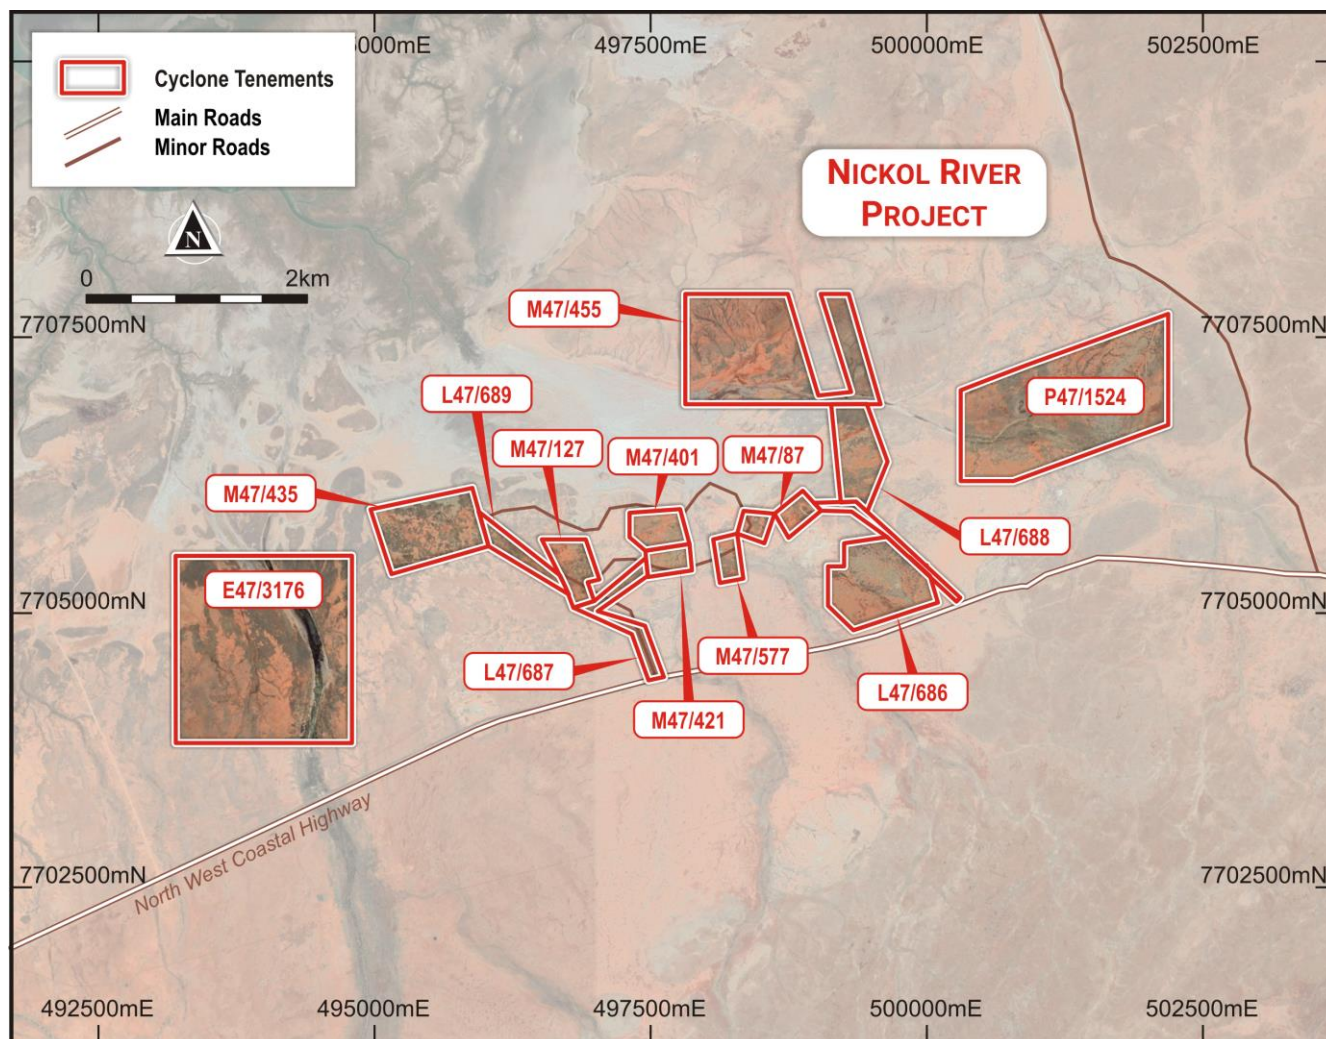 497500mE
500000mE
502500mE
Cyclone Tenements
Main Roads
Minor Roads
NICKOL RIVER
PROJECT
N
0
2km
M47/455
7707500mN
7707500mN
L47/689
P47/1524
M47/127
M47/401
M47/87
M47/435
L47/688
E47/3176
7705000mN
7705000mN
M47/577
L47/687
L47/686
M47/421
North West Coastal Highway
7702500mN
7702500mN
492500mE
495000mE
497500mE
500000mE
502500mE